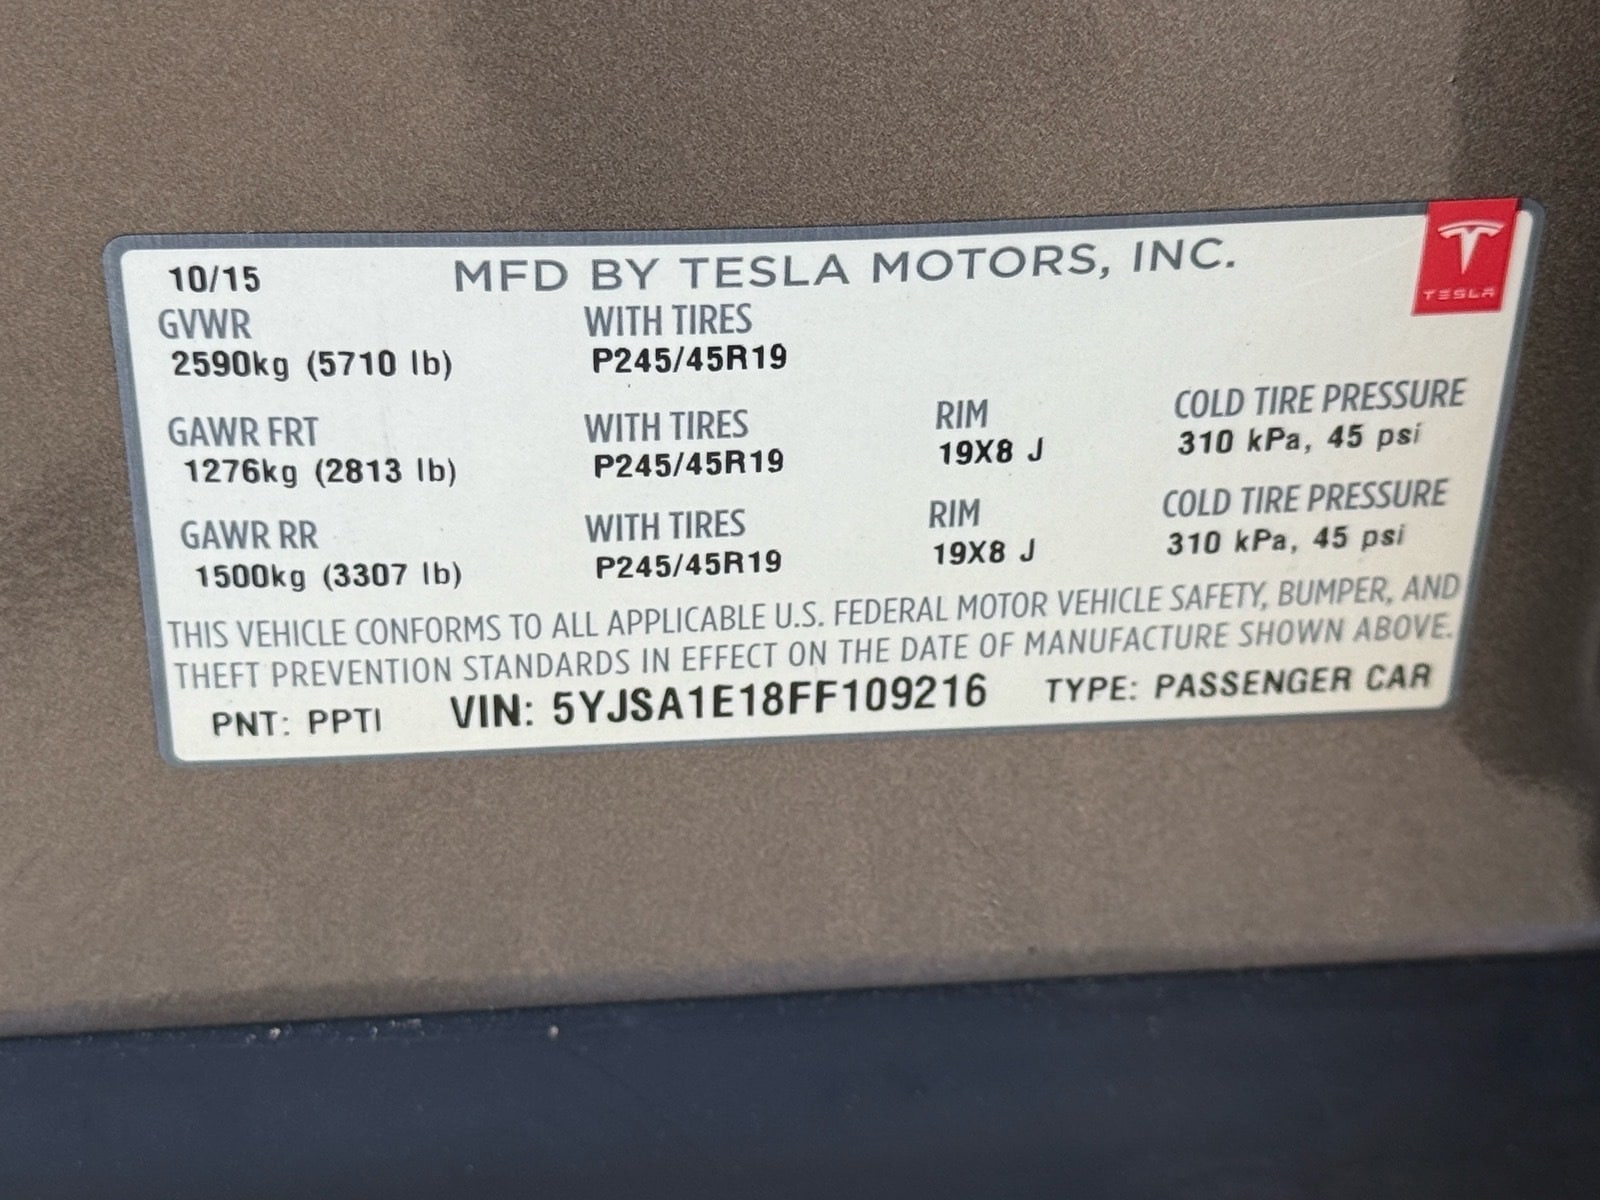 10/15 MFD BY TESLA MOTORS, INC.
TESLA
GVWR WITH TIRES
2590kg (5710 lb) P245/45R19
GAWR FRT WITH TIRES RIM COLD TIRE PRESSURE
1276kg (2813 lb) P245/45R19 19X8 J 310 kPa, 45 psi
GAWR RR WITH TIRES RIM COLD TIRE PRESSURE
1500kg (3307 lb) P245/45R19 19X8 J 310 kPa, 45 psi
THIS VEHICLE CONFORMS TO ALL APPLICABLE U.S. FEDERAL MOTOR VEHICLE SAFETY, BUMPER, AND
THEFT PREVENTION STANDARDS IN EFFECT ON THE DATE OF MANUFACTURE SHOWN ABOVE.
PNT: PPTI VIN: 5YJSA1E18FF109216 TYPE: PASSENGER CAR